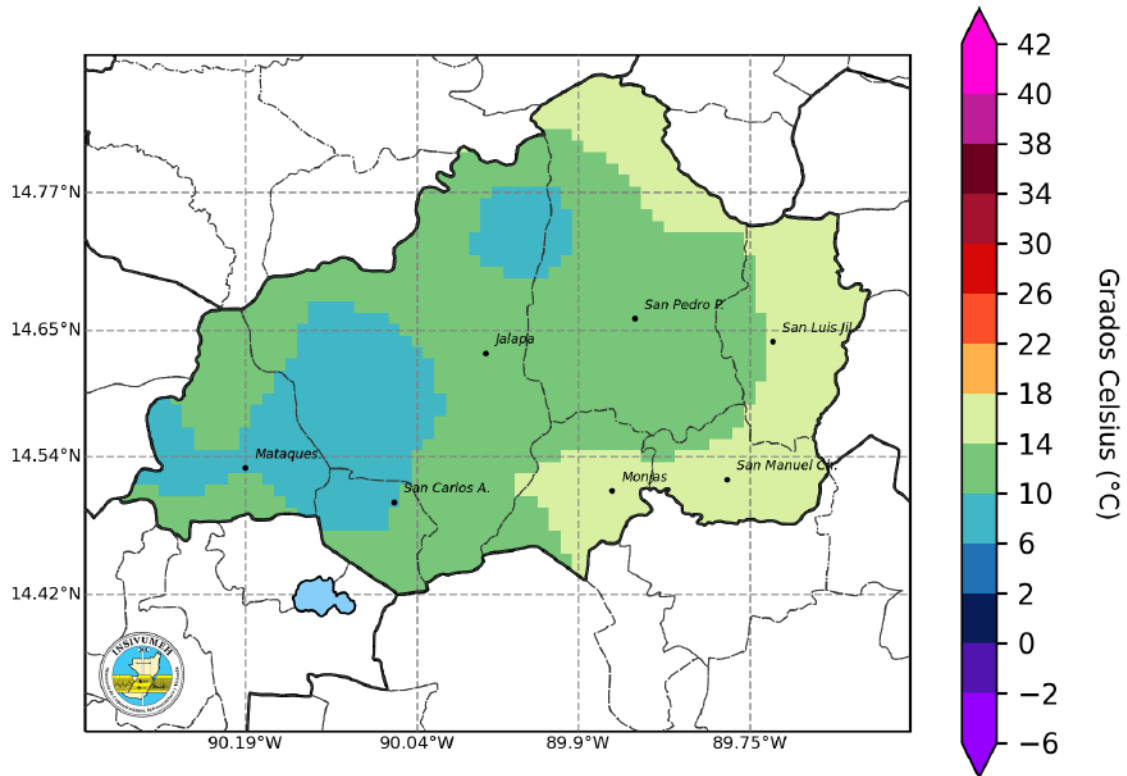 42
40
38
34
30
26
22
18
14
10
6
2
0
−2
−6
Grados Celsius (°C)
14.77°N
14.65°N
14.54°N
14.42°N
San Pedro P.
San Luis Jil.
Jalapa
Mataques.
San Carlos A.
Monjas
San Manuel Ch.
90.19°W
90.04°W
89.9°W
89.75°W
INSIVUMEH